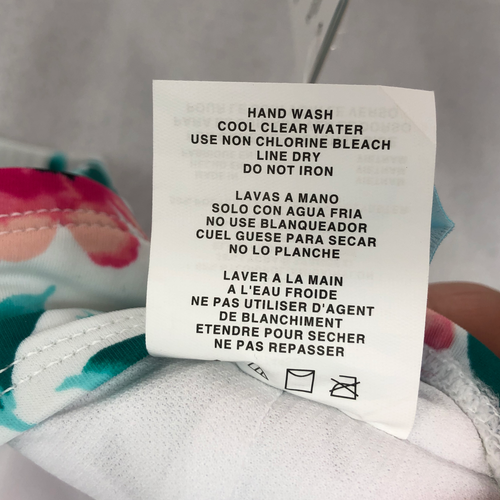 HAND WASH
COOL CLEAR WATER
USE NON CHLORINE BLEACH
LINE DRY
DO NOT IRON
LAVAS A MANO
SOLO CON AGUA FRIA
NO USE BLANQUEADOR
CUEL GUESE PARA SECAR
NO LO PLANCHE
LAVER A LA MAIN
A L'EAU FROIDE
NE PAS UTILISER D'AGENT
DE BLANCHIMENT
ETENDRE POUR SECHER
NE PAS REPASSER